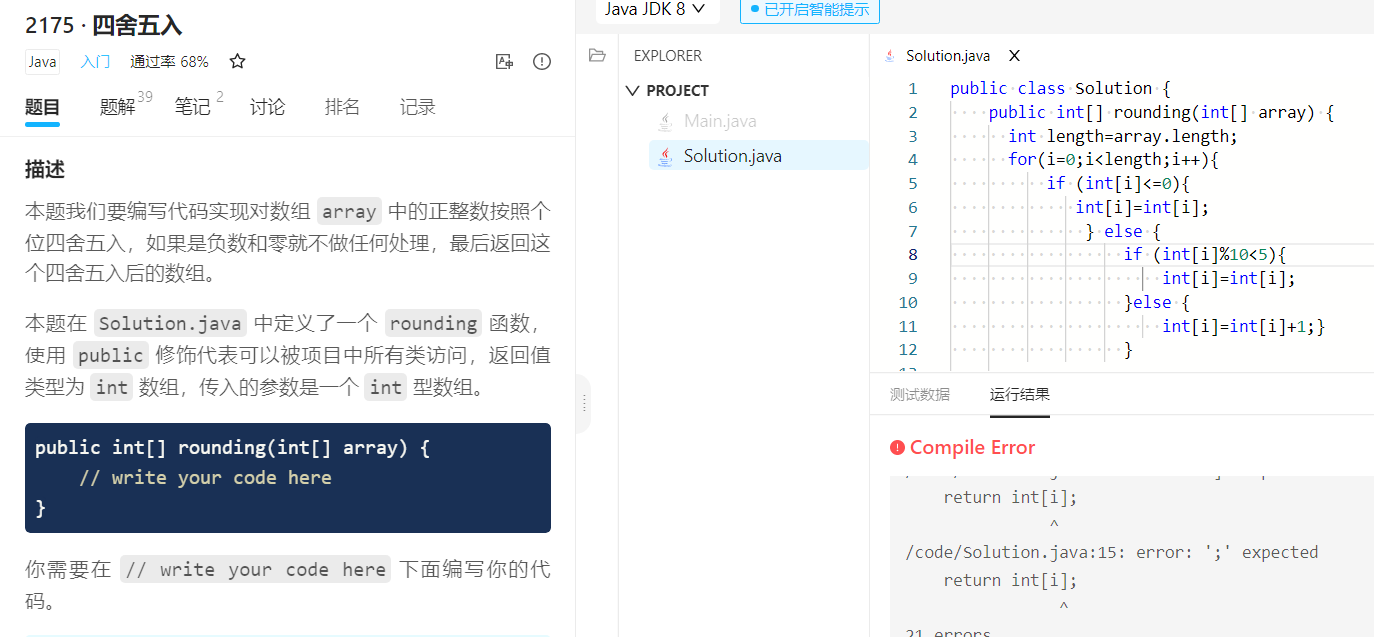 2175 · 四舍五入
Java 入门 通过率 68%
题目 题解 39 笔记 2 讨论 排名 记录
描述
本题我们要编写代码实现对数组 array 中的正整数按照个
位四舍五入，如果是负数和零就不做任何处理，最后返回这
个四舍五入后的数组。
本题在 Solution.java 中定义了一个 rounding 函数，
使用 public 修饰代表可以被项目中所有类访问，返回值
类型为 int 数组，传入的参数是一个 int 型数组。
public int[] rounding(int[] array) {
// write your code here
}
你需要在 // write your code here 下面编写你的代
码。
Java JDK 8
已开启智能提示
EXPLORER
PROJECT
Main.java
Solution.java
Solution.java X
1 public class Solution {
2 public int[] rounding(int[] array) {
3 int length=array.length;
4 for(i=0;i<length;i++){
5 if (int[i]<=0){
6 int[i]=int[i];
7 } else {
8 if (int[i]%10<5){
9 int[i]=int[i];
10 }else {
11 int[i]=int[i]+1;}
12 }
测试数据 运行结果
Compile Error
return int[i];
^
/code/Solution.java:15: error: ';' expected
return int[i];
^
21 errors